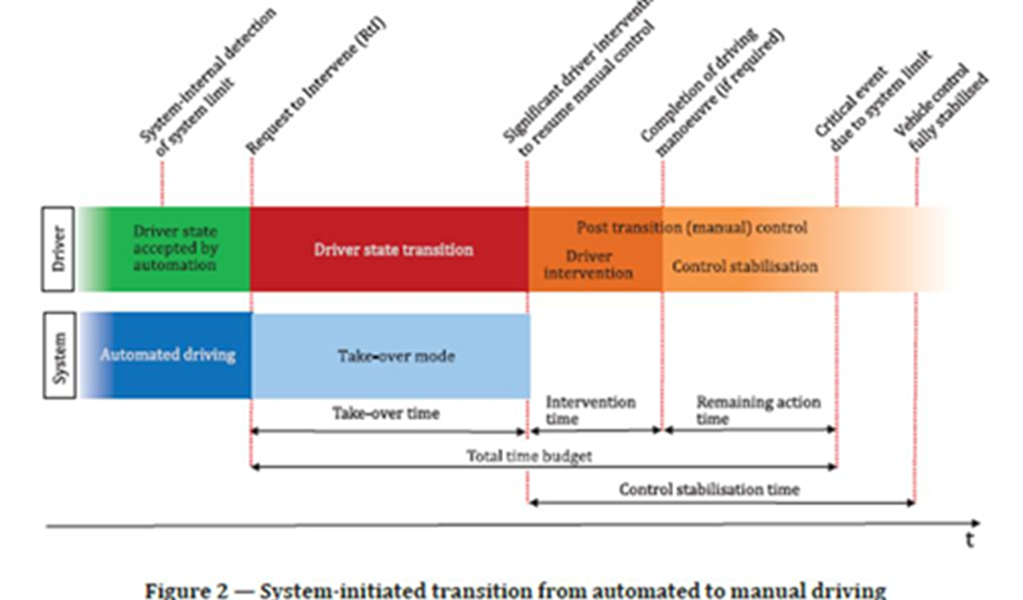 System-internal detection
of system limit
Request to Intervene (RtI)
Significant driver
to resume manual control
Completion of driving
manoeuvre (if required)
Critical event
due to system limit
Vehicle control
fully stabilised
Driver
Driver state
accepted by
automation
Driver state transition
Post transition (manual) control
Driver
intervention
Control stabilisation
System
Automated driving
Take-over mode
Take-over time
Intervention
time
Remaining action
time
Total time budget
Control stabilisation time
t
Figure 2 — System-initiated transition from automated to manual driving